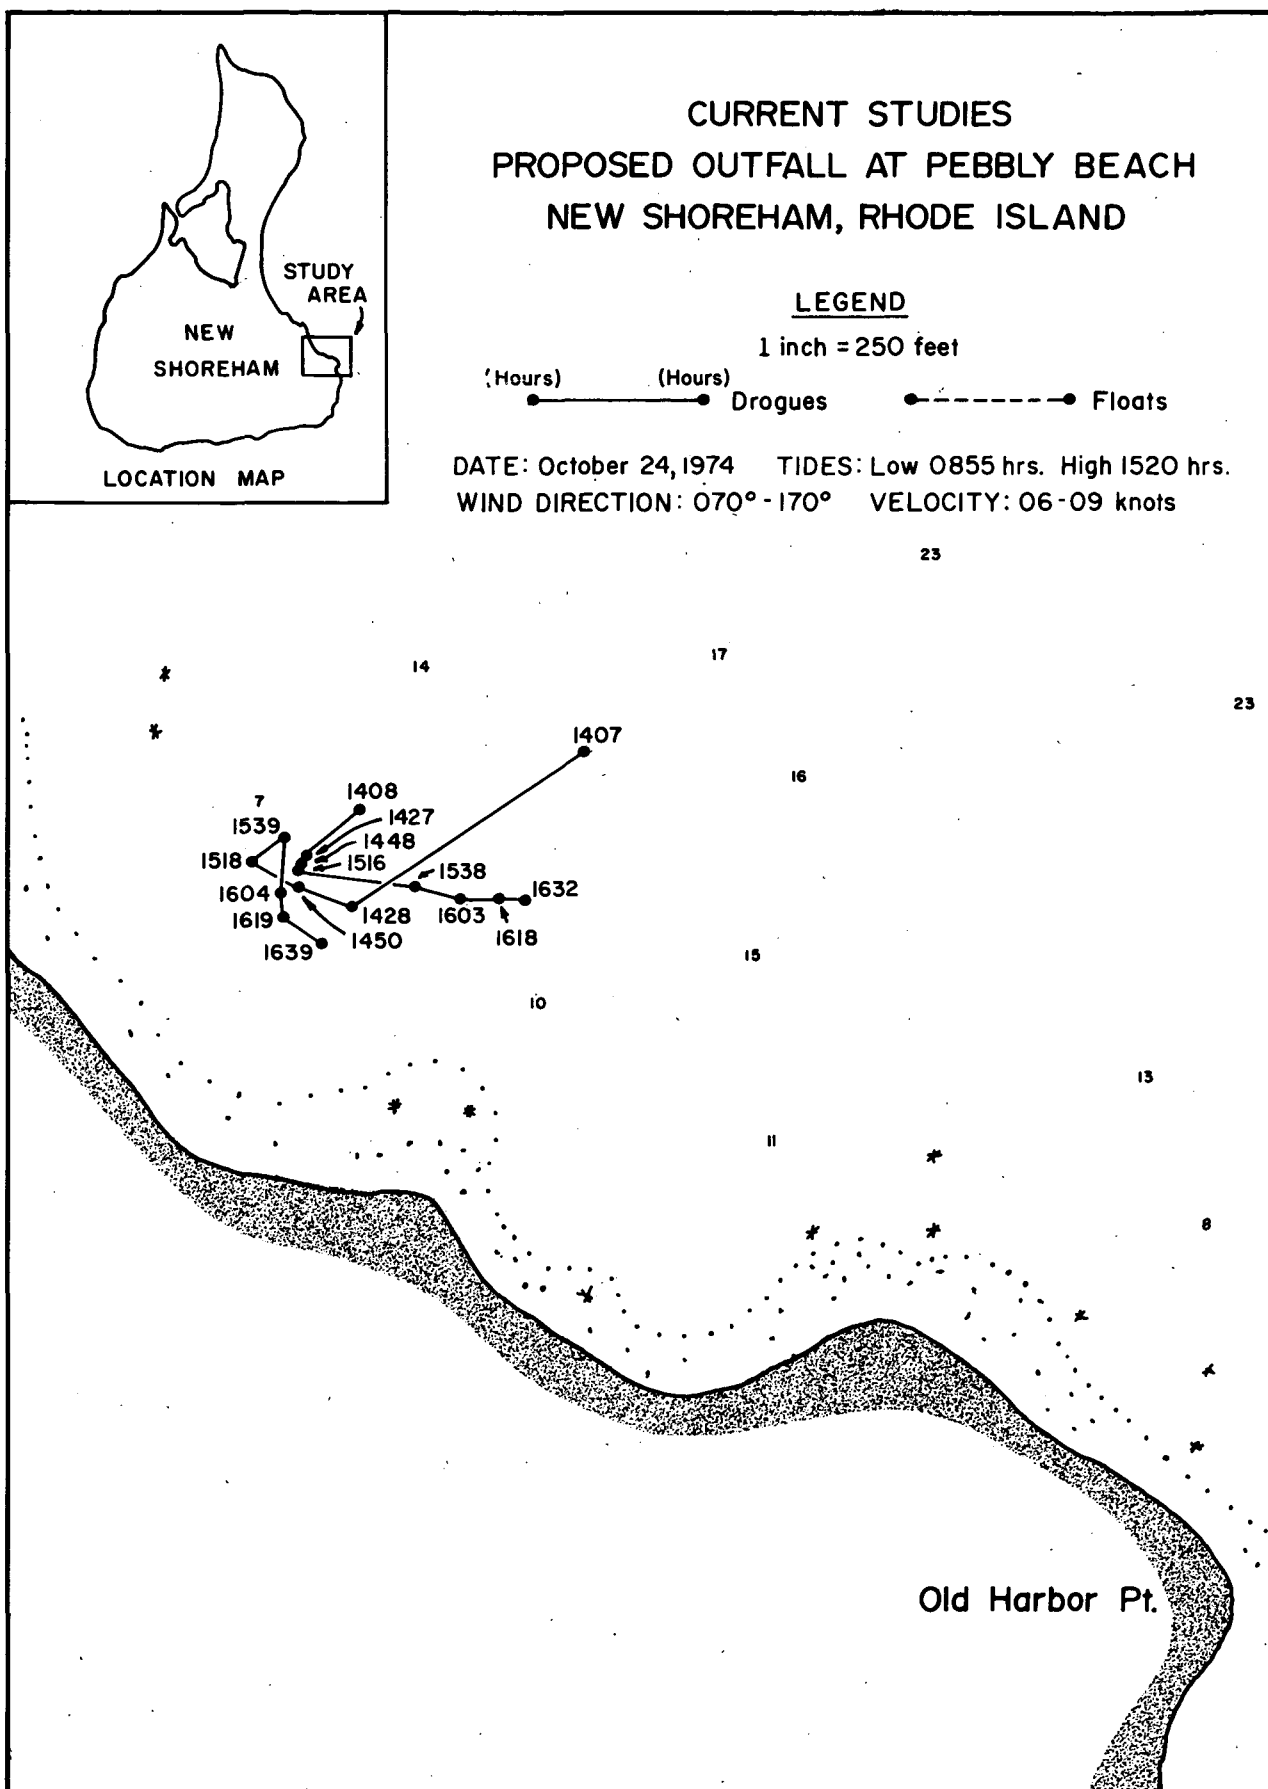 CURRENT STUDIES
PROPOSED OUTFALL AT PEBBLY BEACH
NEW SHOREHAM, RHODE ISLAND
STUDY
AREA
NEW
SHOREHAM
LOCATION MAP
LEGEND
1 inch = 250 feet
(Hours) (Hours) Drogues Floats
DATE: October 24, 1974 TIDES: Low 0855 hrs. High 1520 hrs.
WIND DIRECTION: 070° - 170° VELOCITY: 06-09 knots
23
14
17
23
1407
16
7
1408
1539
1427
1448
1518
1516
1538
1604
1632
1619
1428
1603
1639
1450
1618
15
10
13
11
8
Old Harbor Pt.